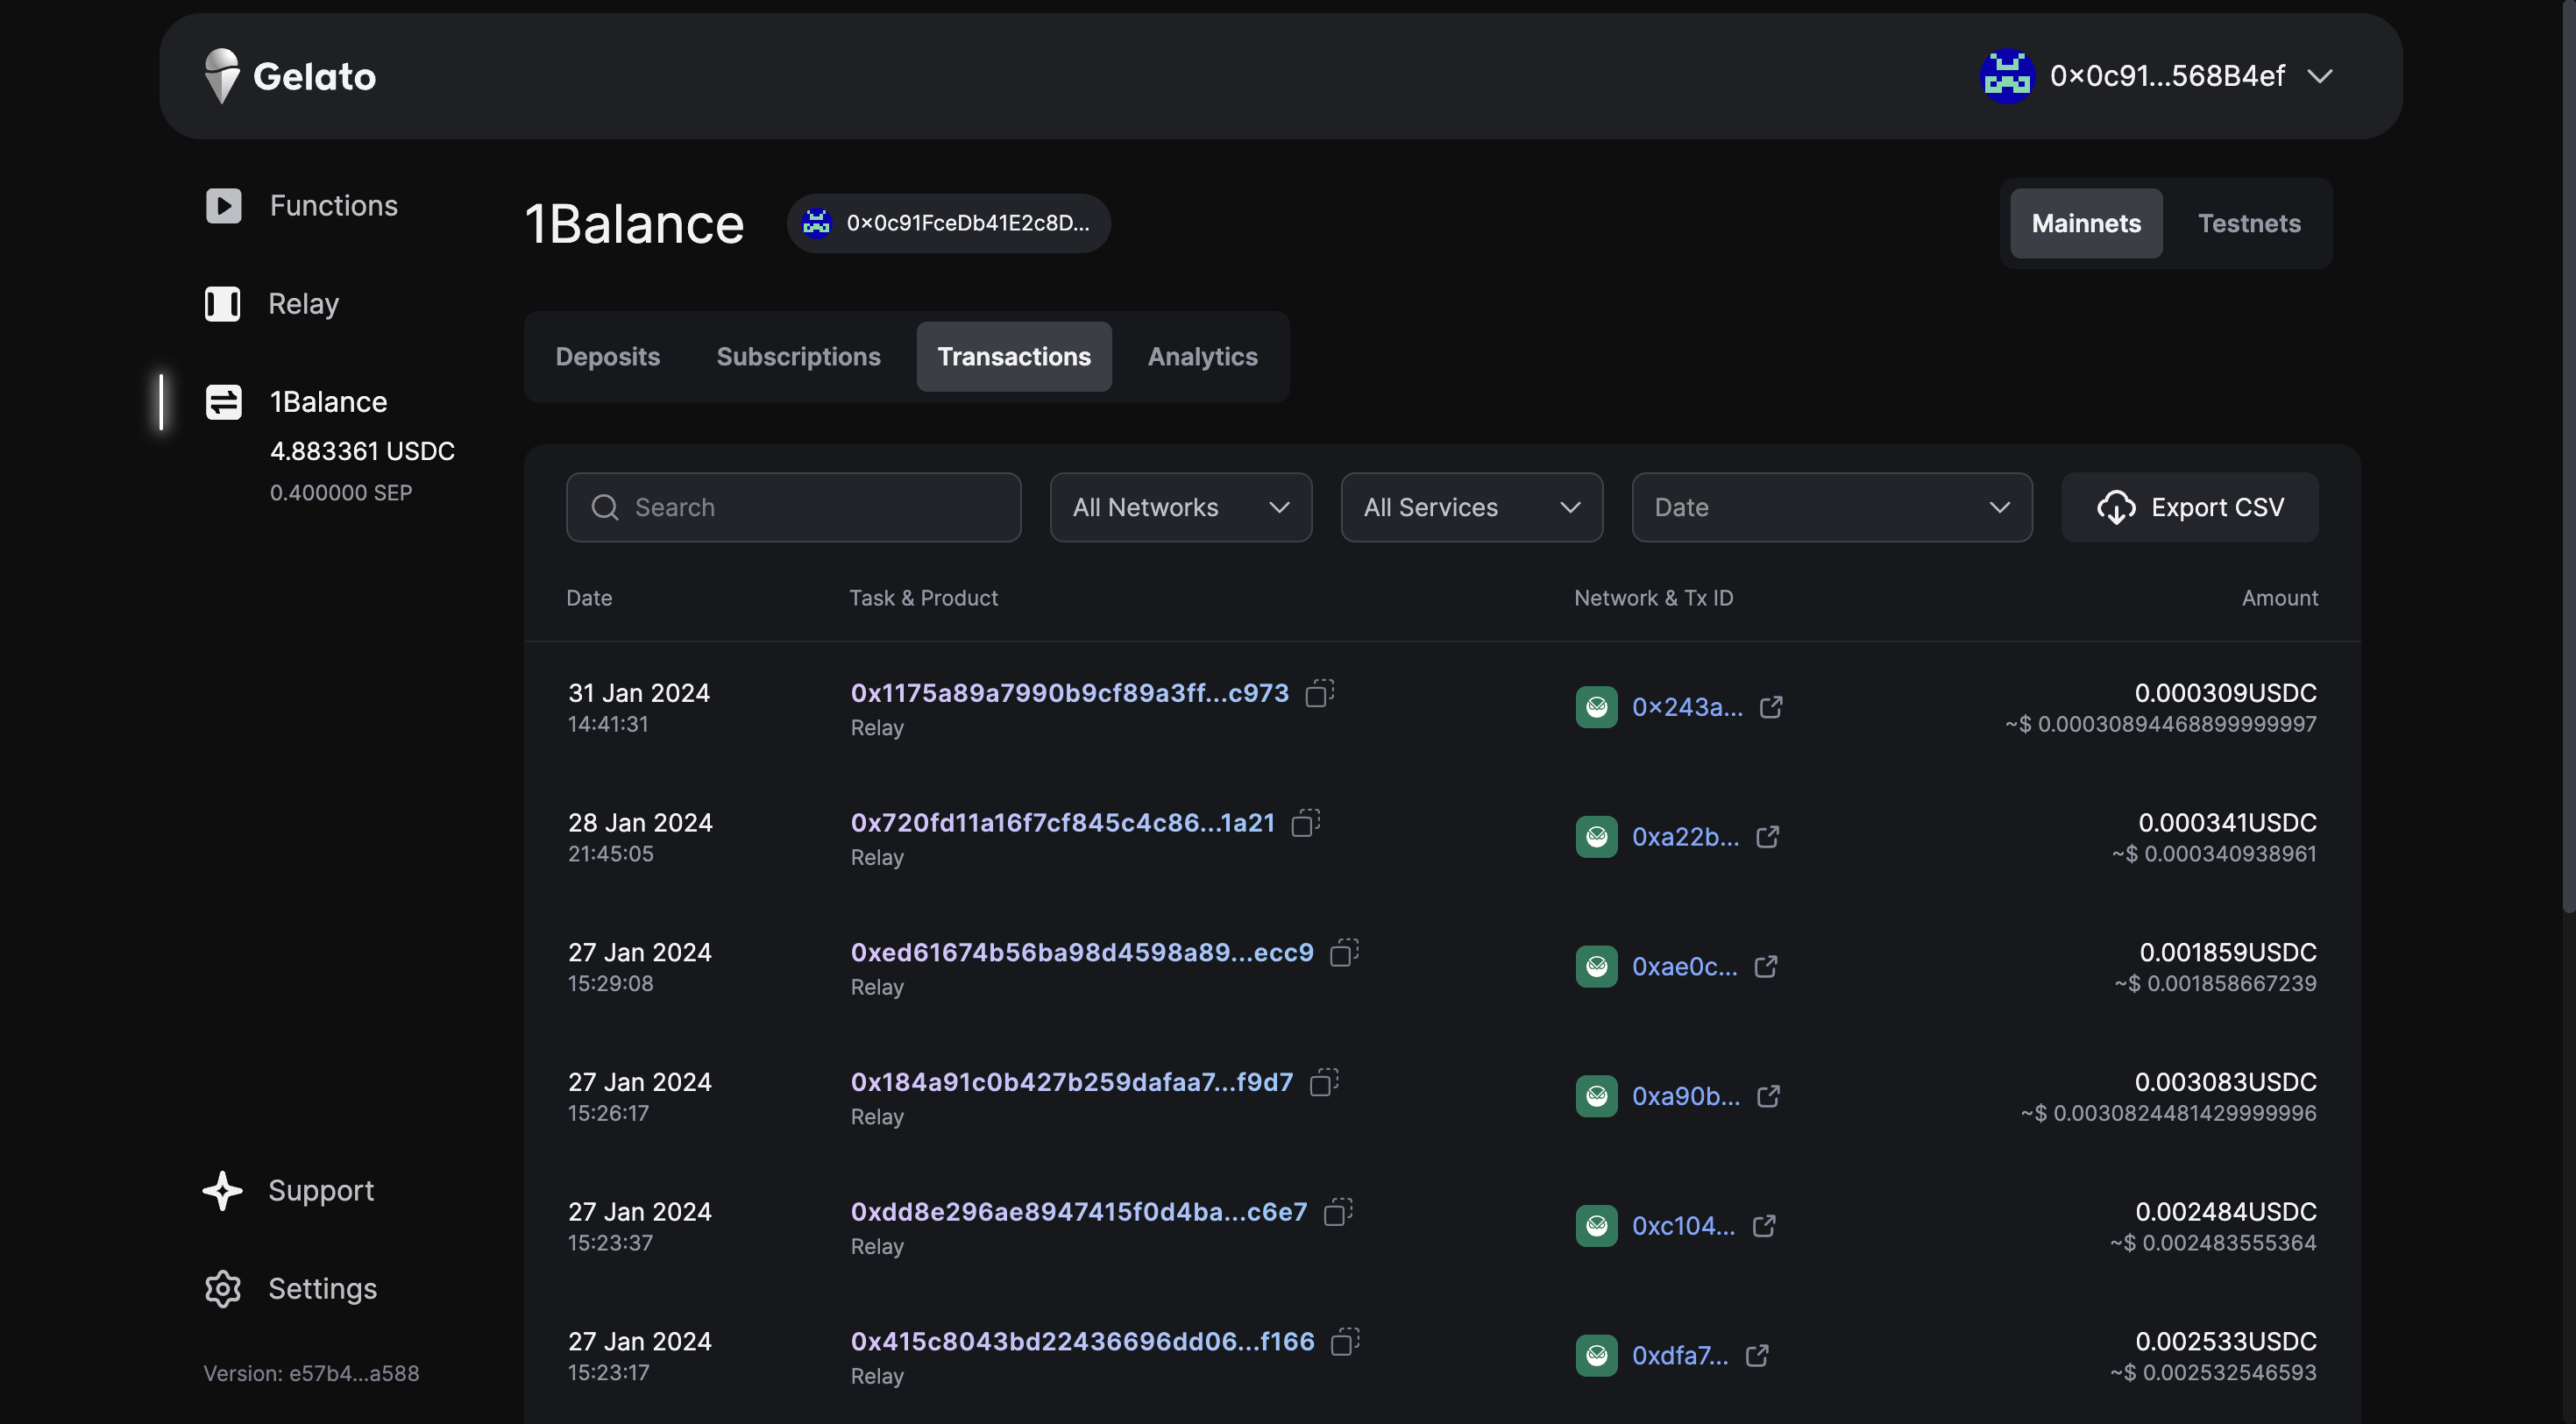 Gelato
0x0c91...568B4ef
Functions
Relay
1Balance
4.883361 USDC
0.400000 SEP
Support
Settings
Version: e57b4...a588
1Balance
0x0c91FceDb41E2c8D...
Mainnets
Testnets
Deposits
Subscriptions
Transactions
Analytics
Search
All Networks
All Services
Date
Export CSV
Date
Task & Product
Network & Tx ID
Amount
31 Jan 2024
14:41:31
0x1175a89a7990b9cf89a3ff...c973
Relay
0x243a...
0.000309USDC
~$ 0.00030894468899999997
28 Jan 2024
21:45:05
0x720fd11a16f7cf845c4c86...1a21
Relay
0xa22b...
0.000341USDC
~$ 0.000340938961
27 Jan 2024
15:29:08
0xed61674b56ba98d4598a89...ecc9
Relay
0xae0c...
0.001859USDC
~$ 0.001858667239
27 Jan 2024
15:26:17
0x184a91c0b427b259dafaa7...f9d7
Relay
0xa90b...
0.003083USDC
~$ 0.0030824481429999996
27 Jan 2024
15:23:37
0xdd8e296ae8947415f0d4ba...c6e7
Relay
0xc104...
0.002484USDC
~$ 0.002483555364
27 Jan 2024
15:23:17
0x415c8043bd22436696dd06...f166
Relay
0xdfa7...
0.002533USDC
~$ 0.002532546593